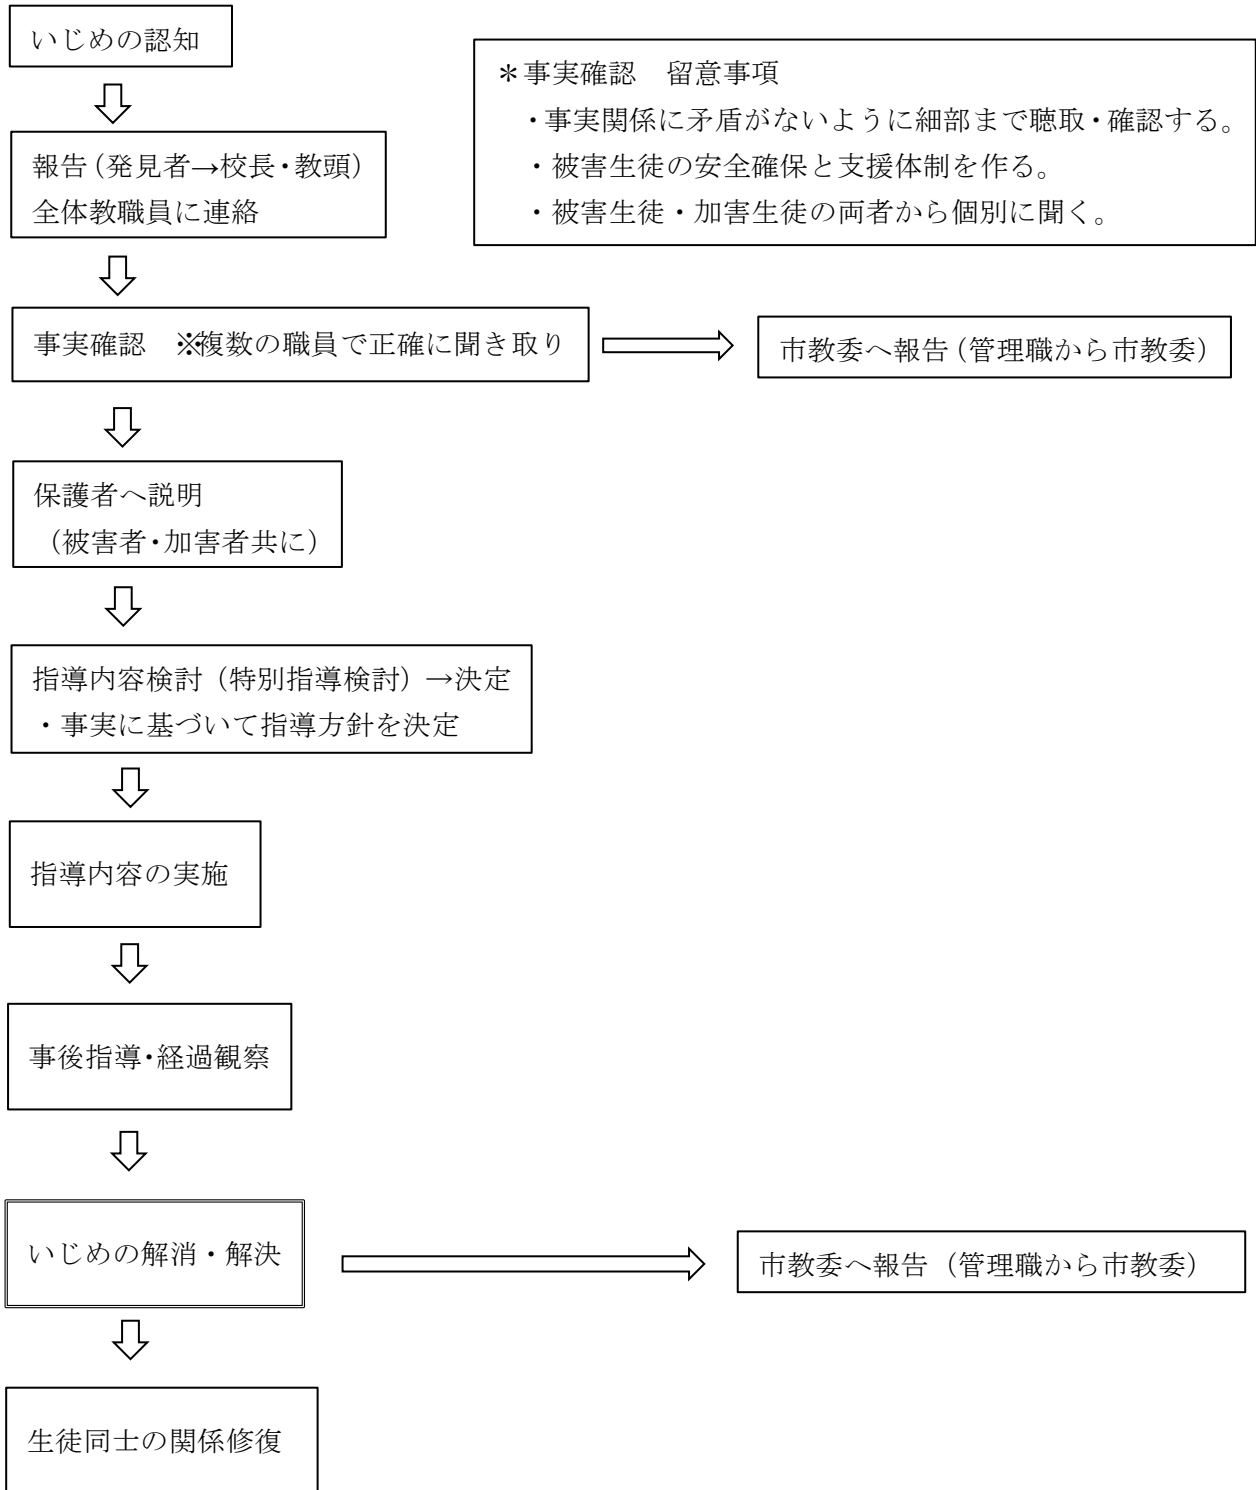 いじめの認知
＊事実確認　留意事項
・事実関係に矛盾がないように細部まで聴取・確認する。
・被害生徒の安全確保と支援体制を作る。
・被害生徒・加害生徒の両者から個別に聞く。
報告（発見者→校長・教頭）
全体教職員に連絡
事実確認　※複数の職員で正確に聞き取り
市教委へ報告（管理職から市教委）
保護者へ説明
（被害者・加害者共に）
指導内容検討（特別指導検討）→決定
・事実に基づいて指導方針を決定
指導内容の実施
事後指導・経過観察
いじめの解消・解決
市教委へ報告（管理職から市教委）
生徒同士の関係修復